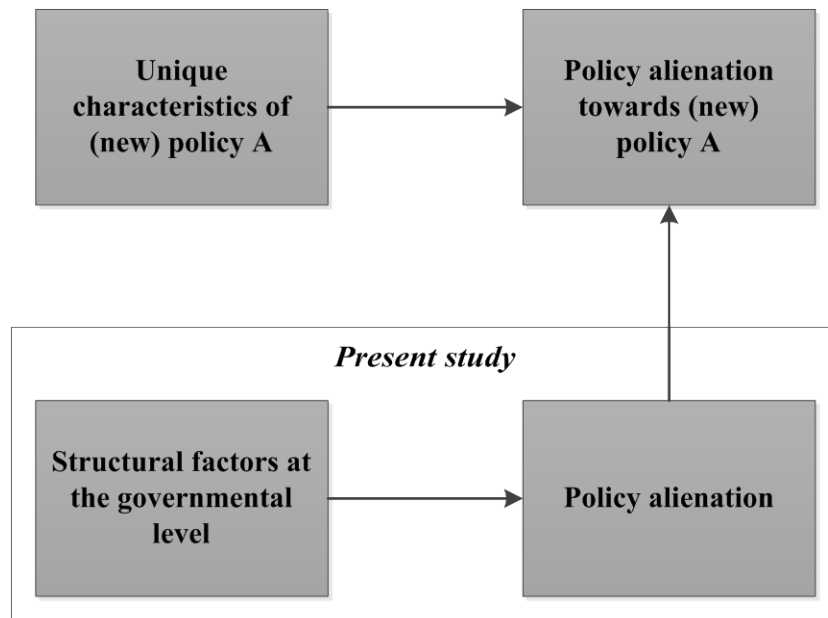 Unique
characteristics of
(new) policy A
Policy alienation
towards (new)
policy A
Present study
Structural factors at
the governmental
level
Policy alienation